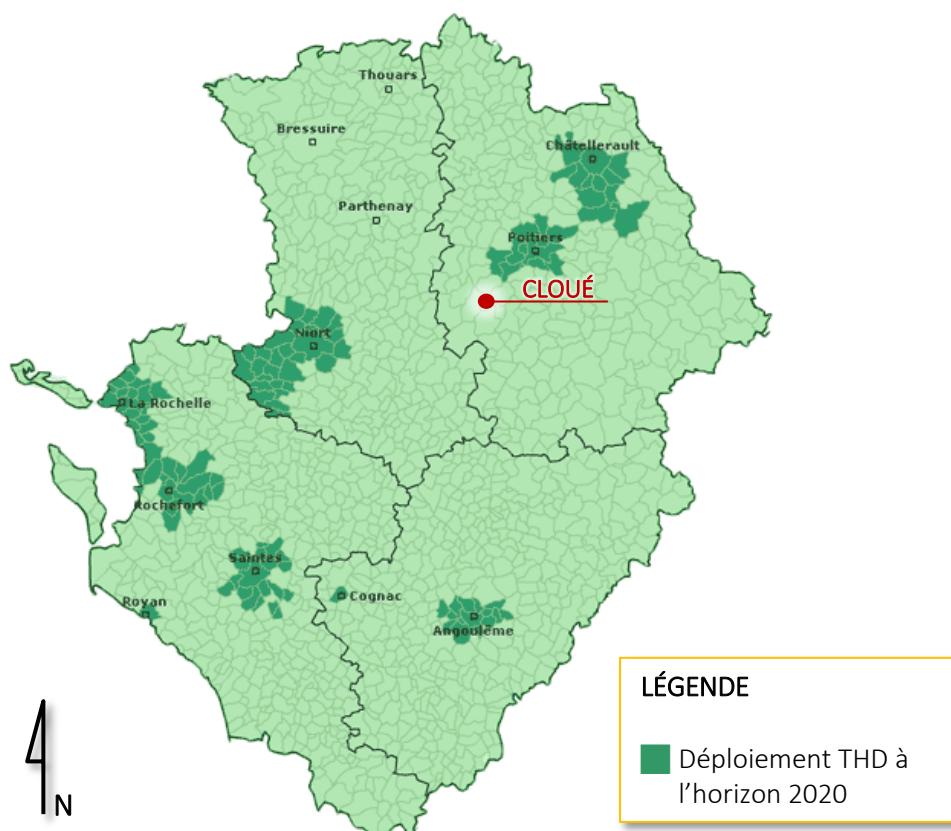 Thouars
Bressuire
Châtellerault
Parthenay
Poitiers
CLOUÉ
Niort
La Rochelle
Rochefort
Saintes
Royan
Cognac
Angoulême
LÉGENDE
Déploiement THD à
l'horizon 2020
N